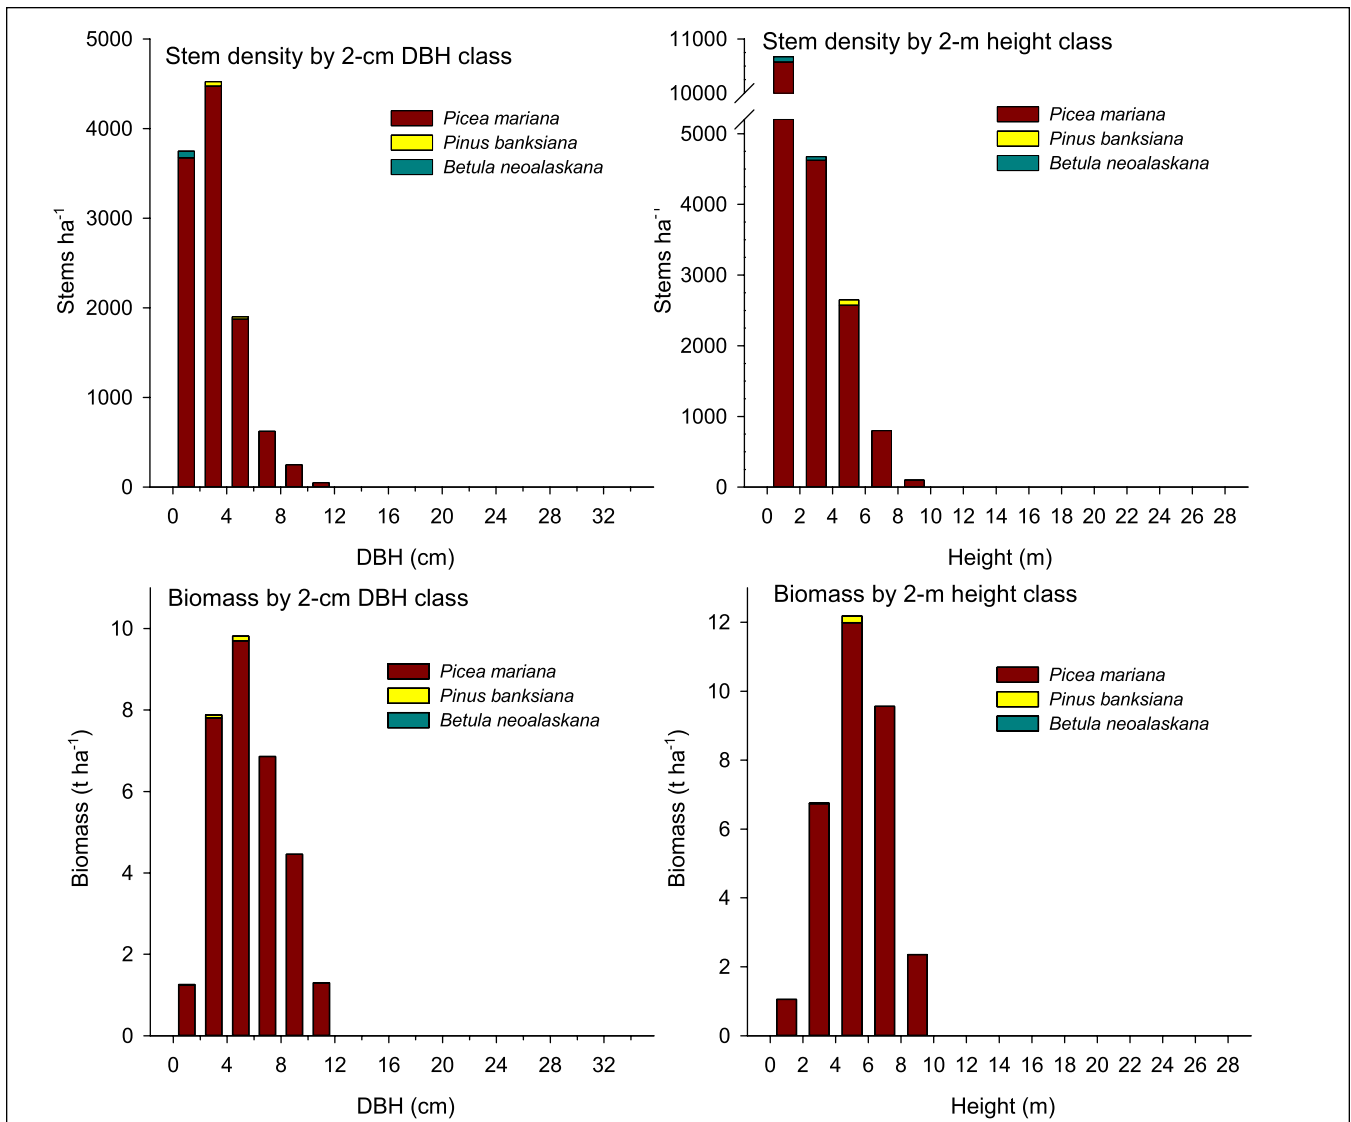 Stem density by 2-cm DBH class
5000
4000
3000
2000
1000
0
Stems ha-1
Picea mariana
Pinus banksiana
Betula neoalaskana
0 4 8 12 16 20 24 28 32
DBH (cm)
Stem density by 2-m height class
11000
10000
5000
4000
3000
2000
1000
0
Stems ha-1
Picea mariana
Pinus banksiana
Betula neoalaskana
0 2 4 6 8 10 12 14 16 18 20 22 24 26 28
Height (m)
Biomass by 2-cm DBH class
10
8
6
4
2
0
Biomass (t ha-1)
Picea mariana
Pinus banksiana
Betula neoalaskana
0 4 8 12 16 20 24 28 32
DBH (cm)
Biomass by 2-m height class
12
10
8
6
4
2
0
Biomass (t ha-1)
Picea mariana
Pinus banksiana
Betula neoalaskana
0 2 4 6 8 10 12 14 16 18 20 22 24 26 28
Height (m)